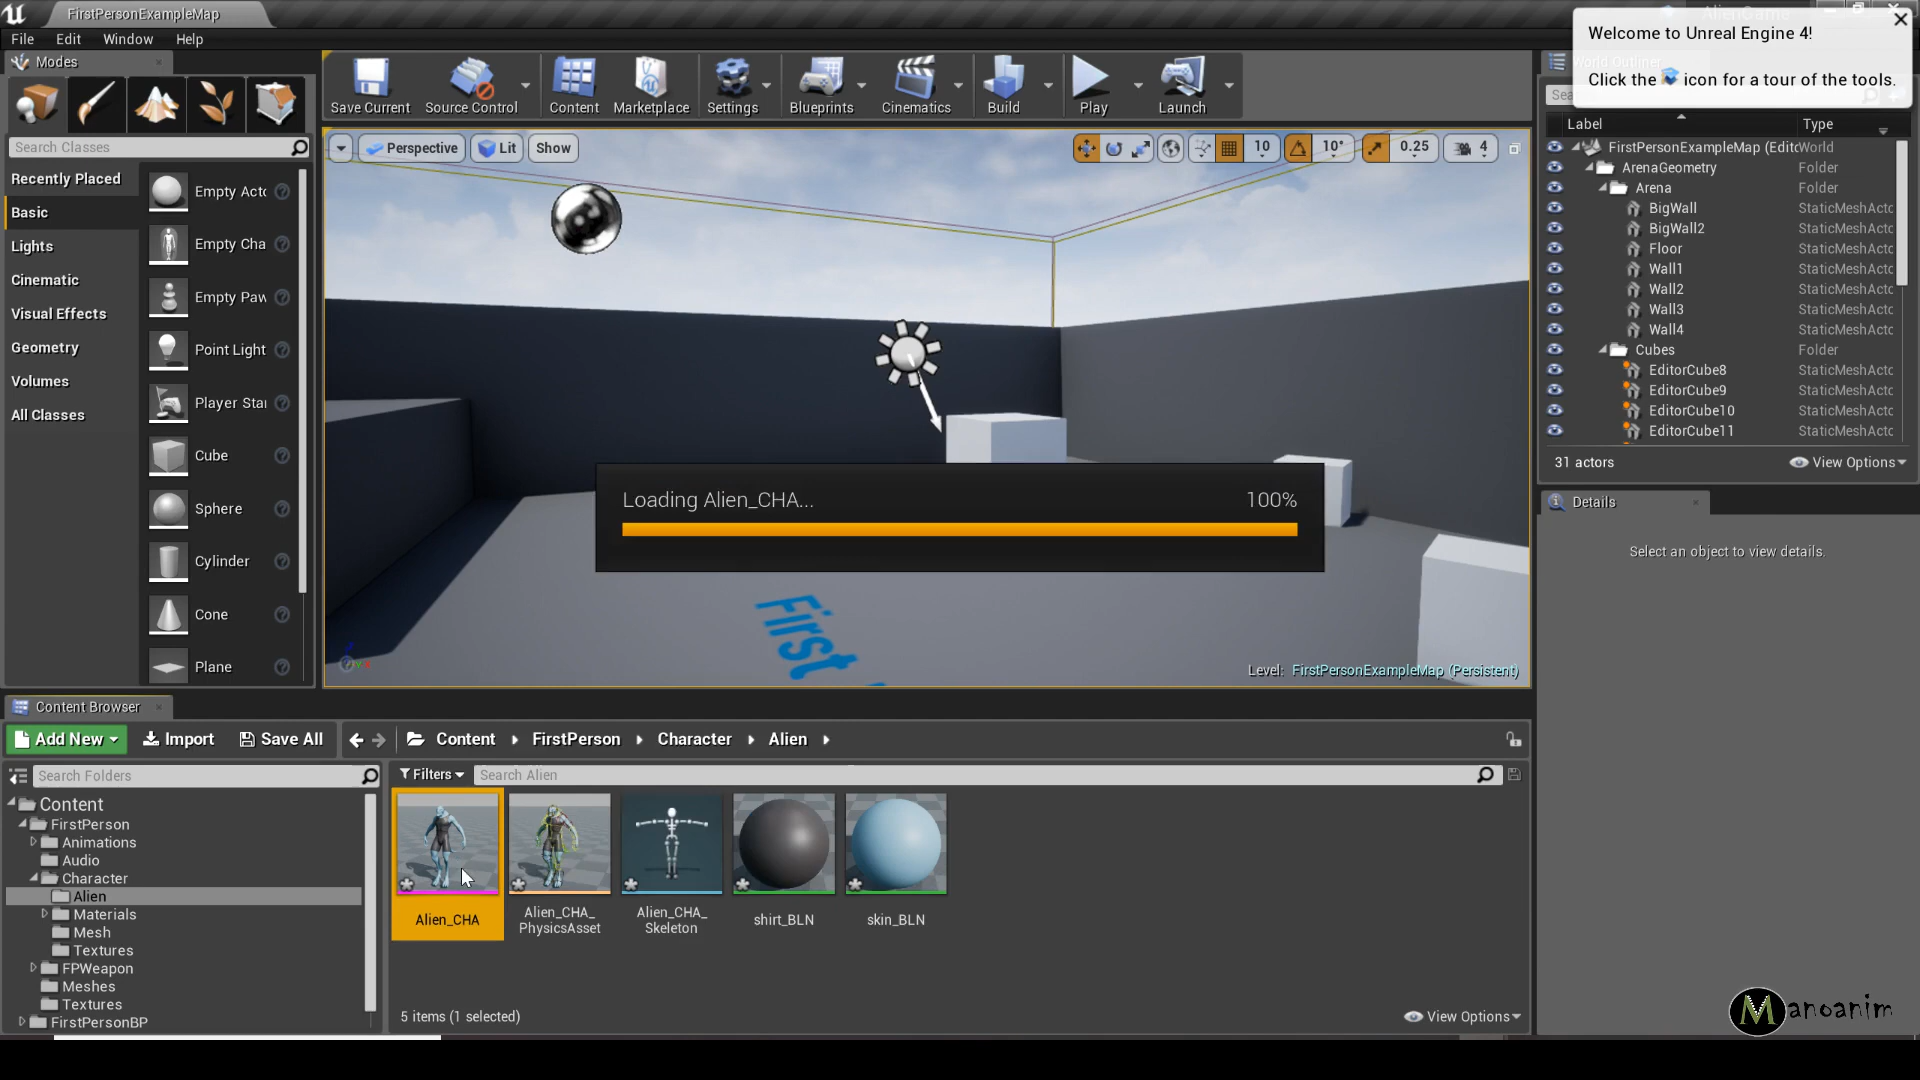 FirstPersonExampleMap
AlienGame
File Edit Window Help
Welcome to Unreal Engine 4!
Click the icon for a tour of the tools.
Modes
Save Current Source Control Content Marketplace Settings Blueprints Cinematics Build Play Launch
World Outliner
Search Classes
Perspective Lit Show 10 10° 0.25 4
Label Type
Recently Placed
Basic
Lights
Cinematic
Visual Effects
Geometry
Volumes
All Classes
Empty Acto
Empty Cha
Empty Paw
Point Light
Player Star
Cube
Sphere
Cylinder
Cone
Plane
FirstPersonExampleMap (Edito World
ArenaGeometry Folder
Arena Folder
BigWall StaticMeshActo
BigWall2 StaticMeshActo
Floor StaticMeshActo
Wall1 StaticMeshActo
Wall2 StaticMeshActo
Wall3 StaticMeshActo
Wall4 StaticMeshActo
Cubes Folder
EditorCube8 StaticMeshActo
EditorCube9 StaticMeshActo
EditorCube10 StaticMeshActo
EditorCube11 StaticMeshActo
31 actors View Options
Loading Alien_CHA... 100%
Details
Select an object to view details.
First
Level: FirstPersonExampleMap (Persistent)
Content Browser
Add New Import Save All Content FirstPerson Character Alien
Search Folders
Filters Search Alien
Content
FirstPerson
Animations
Audio
Character
Alien
Materials
Mesh
Textures
FPWeapon
Meshes
Textures
FirstPersonBP
Alien_CHA
Alien_CHA_
PhysicsAsset
Alien_CHA_
Skeleton
shirt_BLN
skin_BLN
5 items (1 selected) View Options
Manoanim